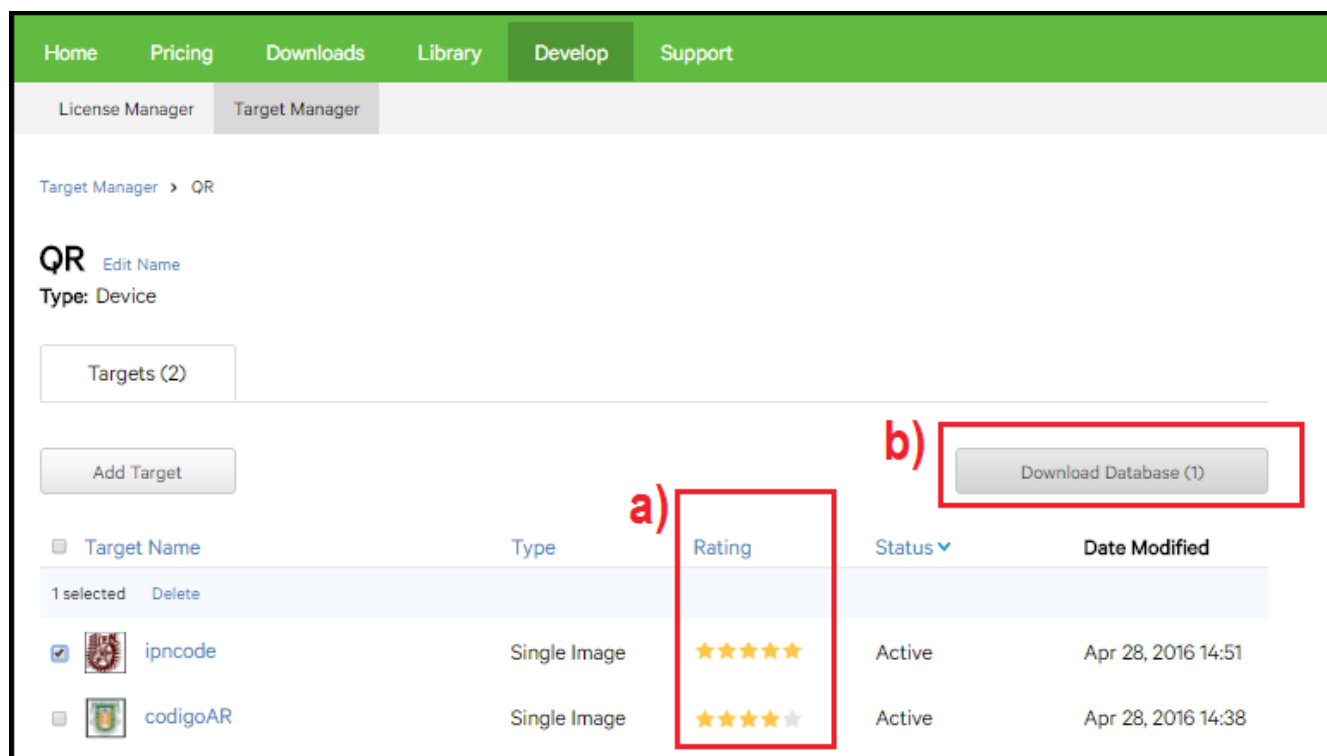 Home Pricing Downloads Library Develop Support
License Manager Target Manager
Target Manager > QR
QR Edit Name
Type: Device
Targets (2)
b)
Add Target Download Database (1)
a)
Target Name Type Rating Status Date Modified
1 selected Delete
ipncode Single Image Active Apr 28, 2016 14:51
codigoAR Single Image Active Apr 28, 2016 14:38